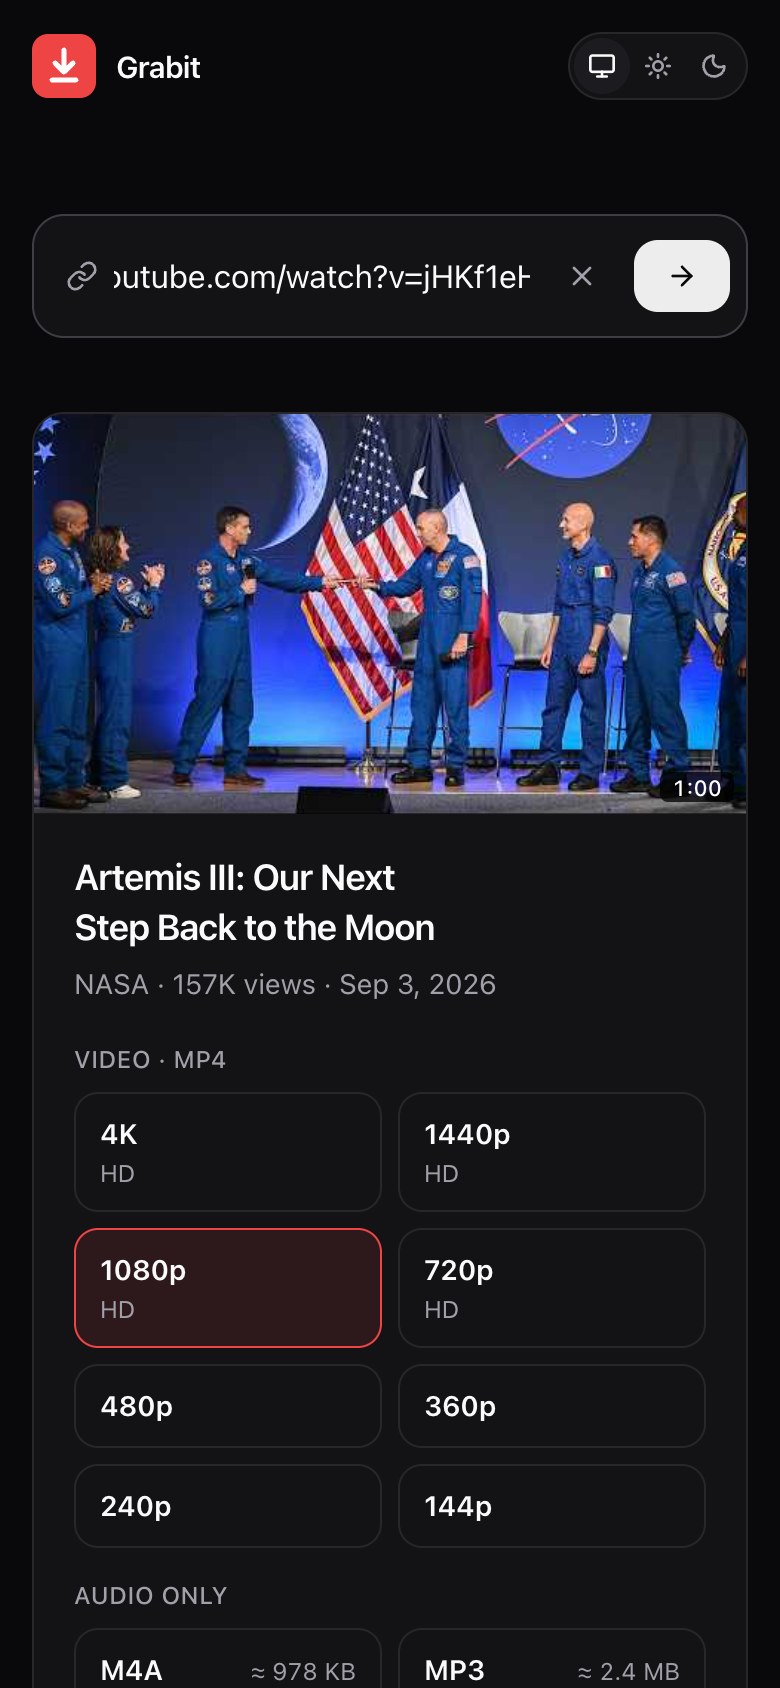 Grabit
outube.com/watch?v=jHKf1eH
1:00
Artemis III: Our Next
Step Back to the Moon
NASA · 157K views · Sep 3, 2026
VIDEO · MP4
4K
HD
1440p
HD
1080p
HD
720p
HD
480p
360p
240p
144p
AUDIO ONLY
M4A ≈ 978 KB
MP3 ≈ 2.4 MB